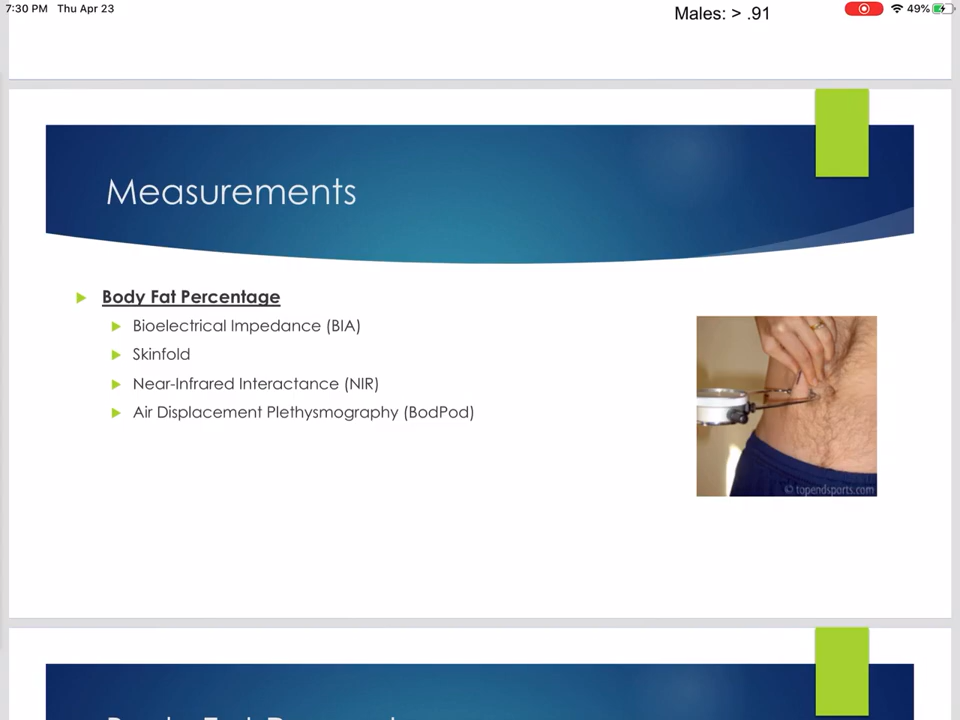 7:30 PM Thu Apr 23
49%
Males: > .91
Measurements
Body Fat Percentage
Bioelectrical Impedance (BIA)
Skinfold
Near-Infrared Interactance (NIR)
Air Displacement Plethysmography (BodPod)
© topendsports.com